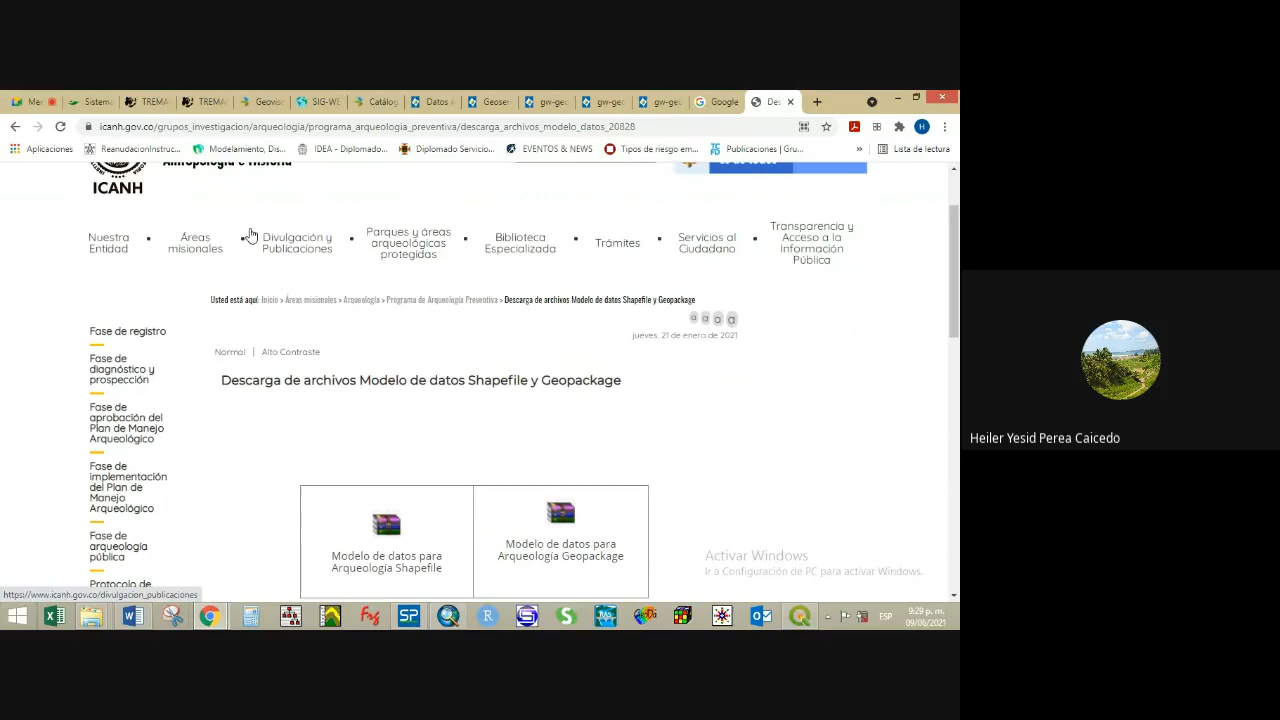 Me
Sistema
TREMA
TREMA
Geovis
SIG-WE
Catálog
Datos A
Geoser
gw-geo
gw-geo
gw-geo
Google
Des
icanh.gov.co/grupos_investigacion/arqueologia/programa_arqueologia_preventiva/descarga_archivos_modelo_datos_20828
Aplicaciones
ReanudacionInstruc...
Modelamiento, Dis...
IDEA - Diplomado...
Diplomado Servicio...
EVENTOS & NEWS
Tipos de riesgo em...
Publicaciones | Gru...
»
Lista de lectura
Antropología e Historia
ICANH
Nuestra
Entidad
Áreas
misionales
Divulgación y
Publicaciones
Parques y áreas
arqueológicas
protegidas
Biblioteca
Especializada
Trámites
Servicios al
Ciudadano
Transparencia y
Acceso a la
Información
Pública
Usted está aquí: Inicio > Áreas misionales > Arqueología > Programa de Arqueología Preventiva > Descarga de archivos Modelo de datos Shapefile y Geopackage
a a a a
jueves, 21 de enero de 2021
Normal | Alto Contraste
Descarga de archivos Modelo de datos Shapefile y Geopackage
Fase de registro
Fase de
diagnóstico y
prospección
Fase de
aprobación del
Plan de Manejo
Arqueológico
Fase de
implementación
del Plan de
Manejo
Arqueológico
Fase de
arqueología
pública
Protocolo de
Modelo de datos para
Arqueología Shapefile
Modelo de datos para
Arqueología Geopackage
Activar Windows
Ir a Configuración de PC para activar Windows.
https://www.icanh.gov.co/divulgacion_publicaciones
ESP
9:29 p. m.
09/06/2021
Heiler Yesid Perea Caicedo